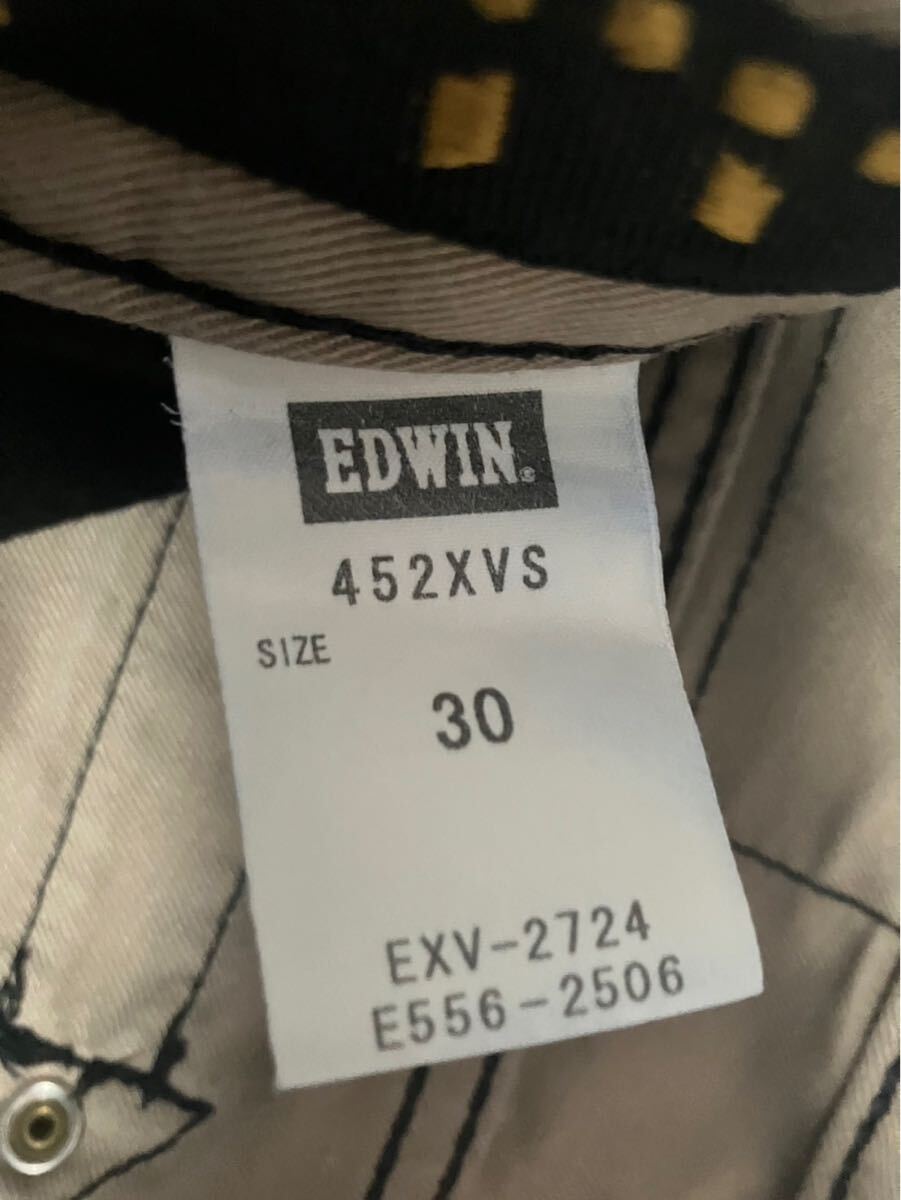 EDWIN®
452XVS
SIZE
30
EXV-2724
E556-2506